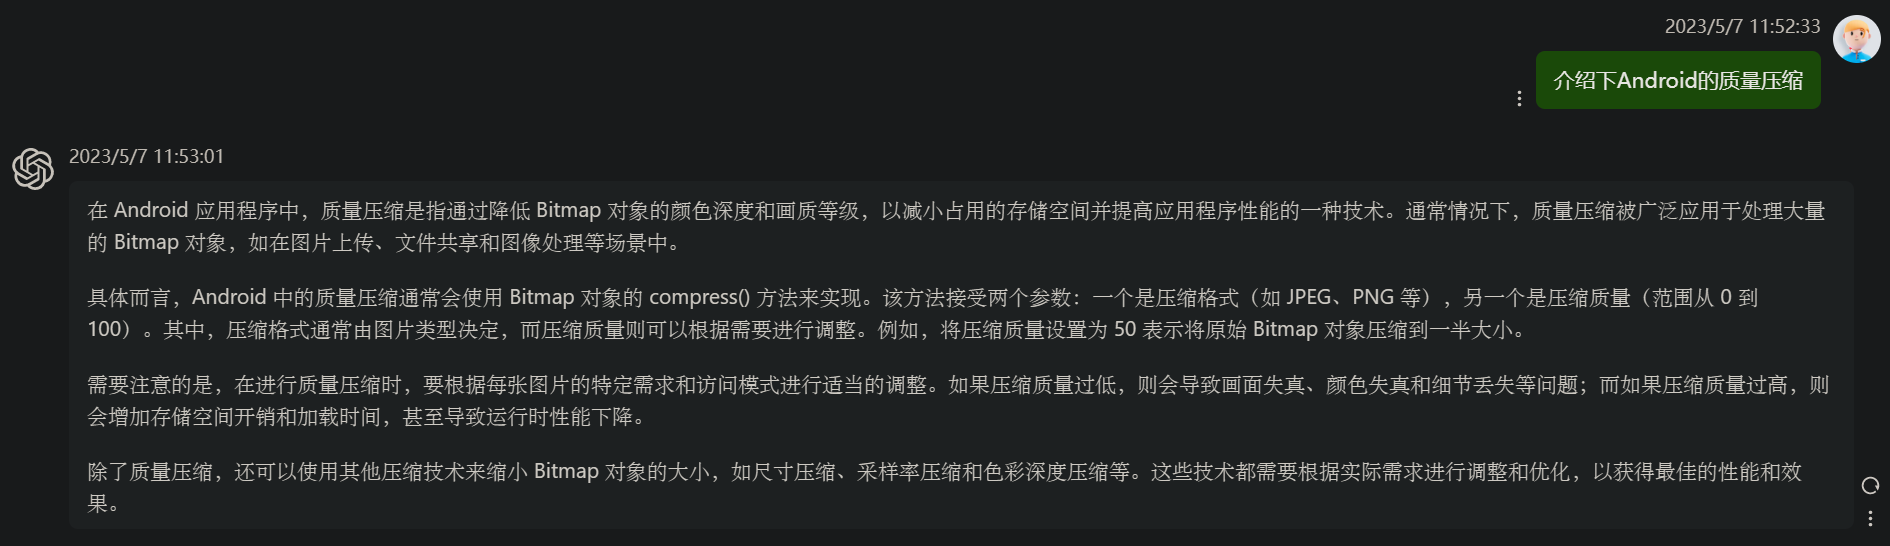 2023/5/7 11:52:33
介绍下Android的质量压缩
2023/5/7 11:53:01
在 Android 应用程序中，质量压缩是指通过降低 Bitmap 对象的颜色深度和画质等级，以减小占用的存储空间并提高应用程序性能的一种技术。通常情况下，质量压缩被广泛应用于处理大量
的 Bitmap 对象，如在图片上传、文件共享和图像处理等场景中。
具体而言，Android 中的质量压缩通常会使用 Bitmap 对象的 compress() 方法来实现。该方法接受两个参数：一个是压缩格式（如 JPEG、PNG 等），另一个是压缩质量（范围从 0 到
100）。其中，压缩格式通常由图片类型决定，而压缩质量则可以根据需要进行调整。例如，将压缩质量设置为 50 表示将原始 Bitmap 对象压缩到一半大小。
需要注意的是，在进行质量压缩时，要根据每张图片的特定需求和访问模式进行适当的调整。如果压缩质量过低，则会导致画面失真、颜色失真和细节丢失等问题；而如果压缩质量过高，则
会增加存储空间开销和加载时间，甚至导致运行时性能下降。
除了质量压缩，还可以使用其他压缩技术来缩小 Bitmap 对象的大小，如尺寸压缩、采样率压缩和色彩深度压缩等。这些技术都需要根据实际需求进行调整和优化，以获得最佳的性能和效
果。